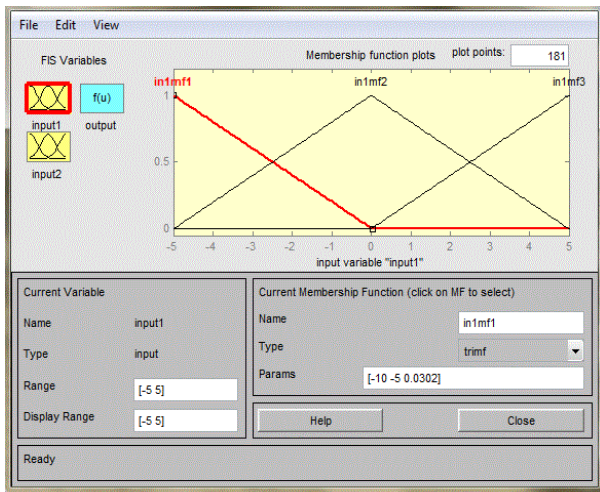 File Edit View
FIS Variables
Membership function plots plot points: 181
in1mf1 in1mf2 in1mf3
f(u)
input1 output
input2
1
0.5
0
-5 -4 -3 -2 -1 0 1 2 3 4 5
input variable "input1"
Current Variable
Name input1
Type input
Range [-5 5]
Display Range [-5 5]
Current Membership Function (click on MF to select)
Name in1mf1
Type trimf
Params [-10 -5 0.0302]
Help Close
Ready